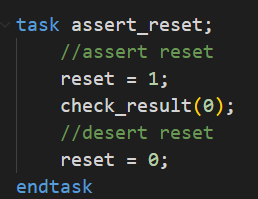 task assert_reset;
//assert reset
reset = 1;
check_result(0);
//desert reset
reset = 0;
endtask